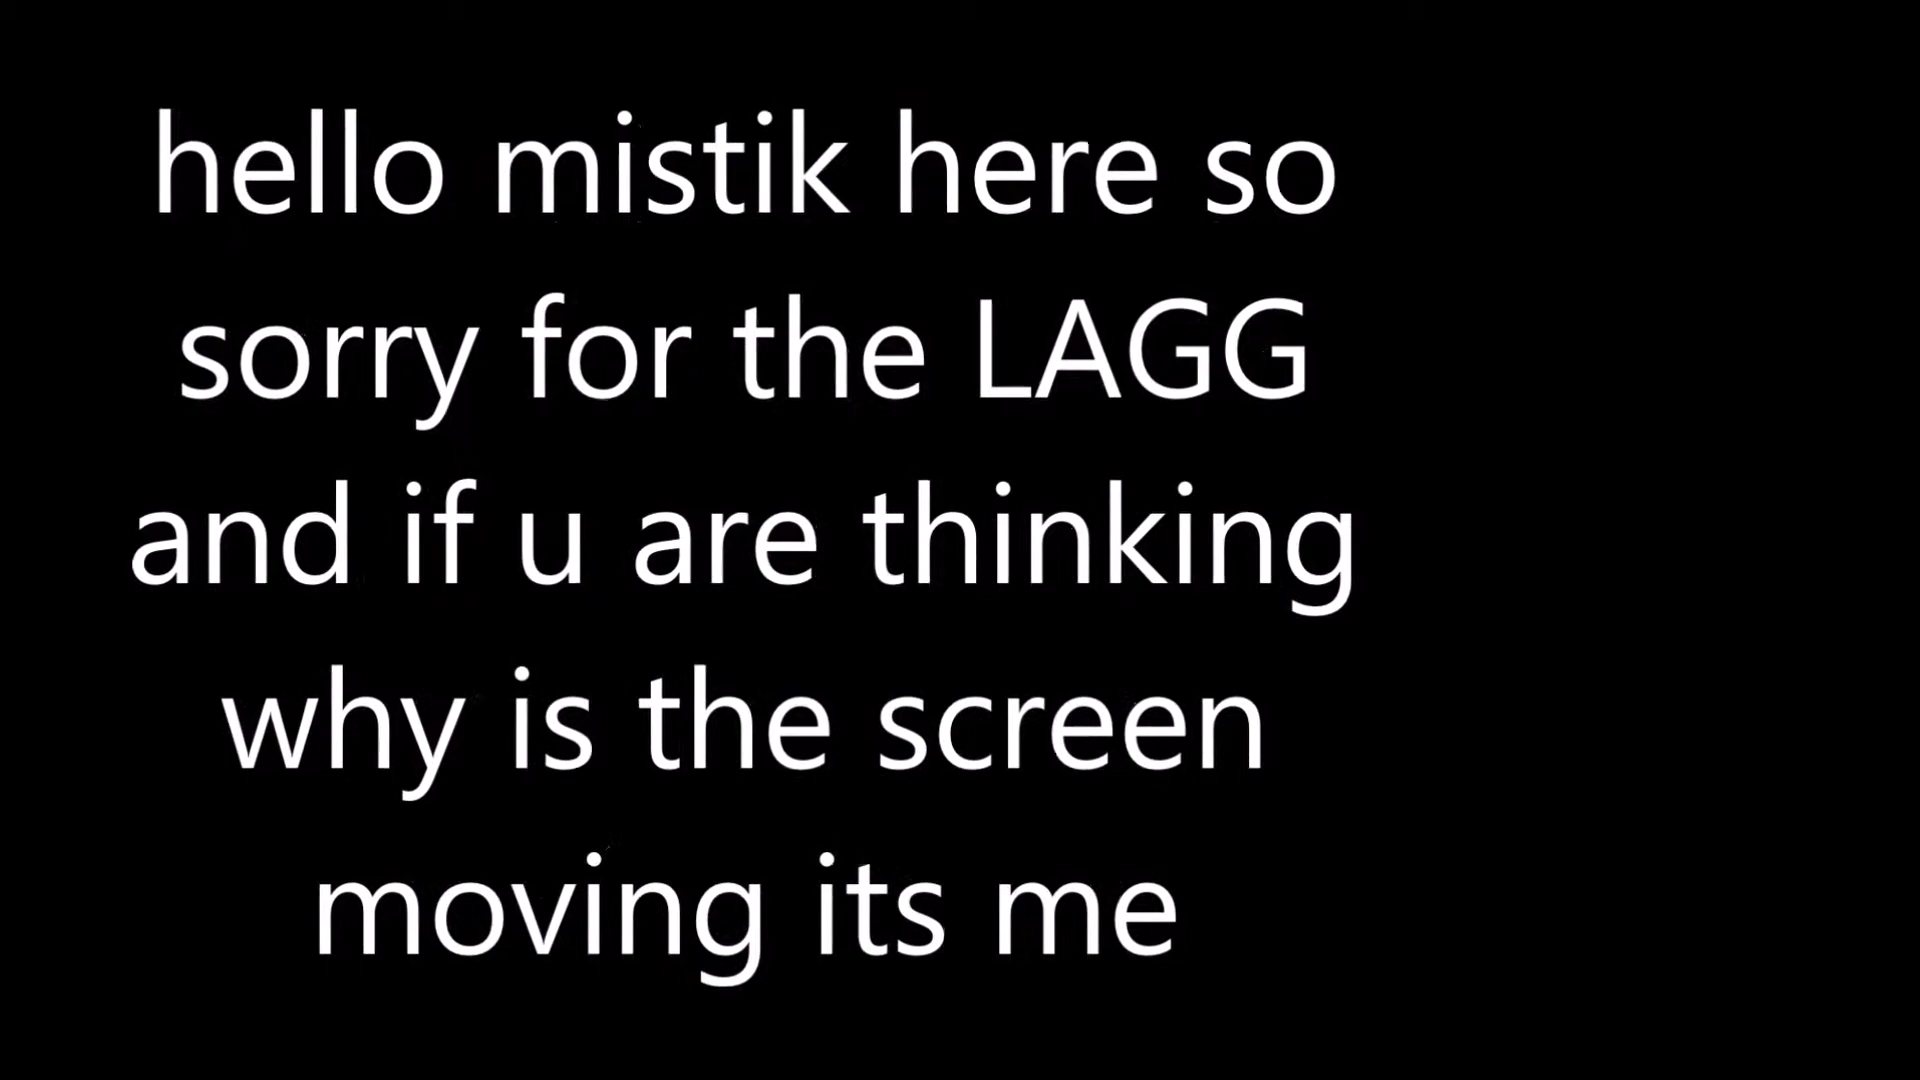 hello mistik here so
sorry for the LAGG
and if u are thinking
why is the screen
moving its me